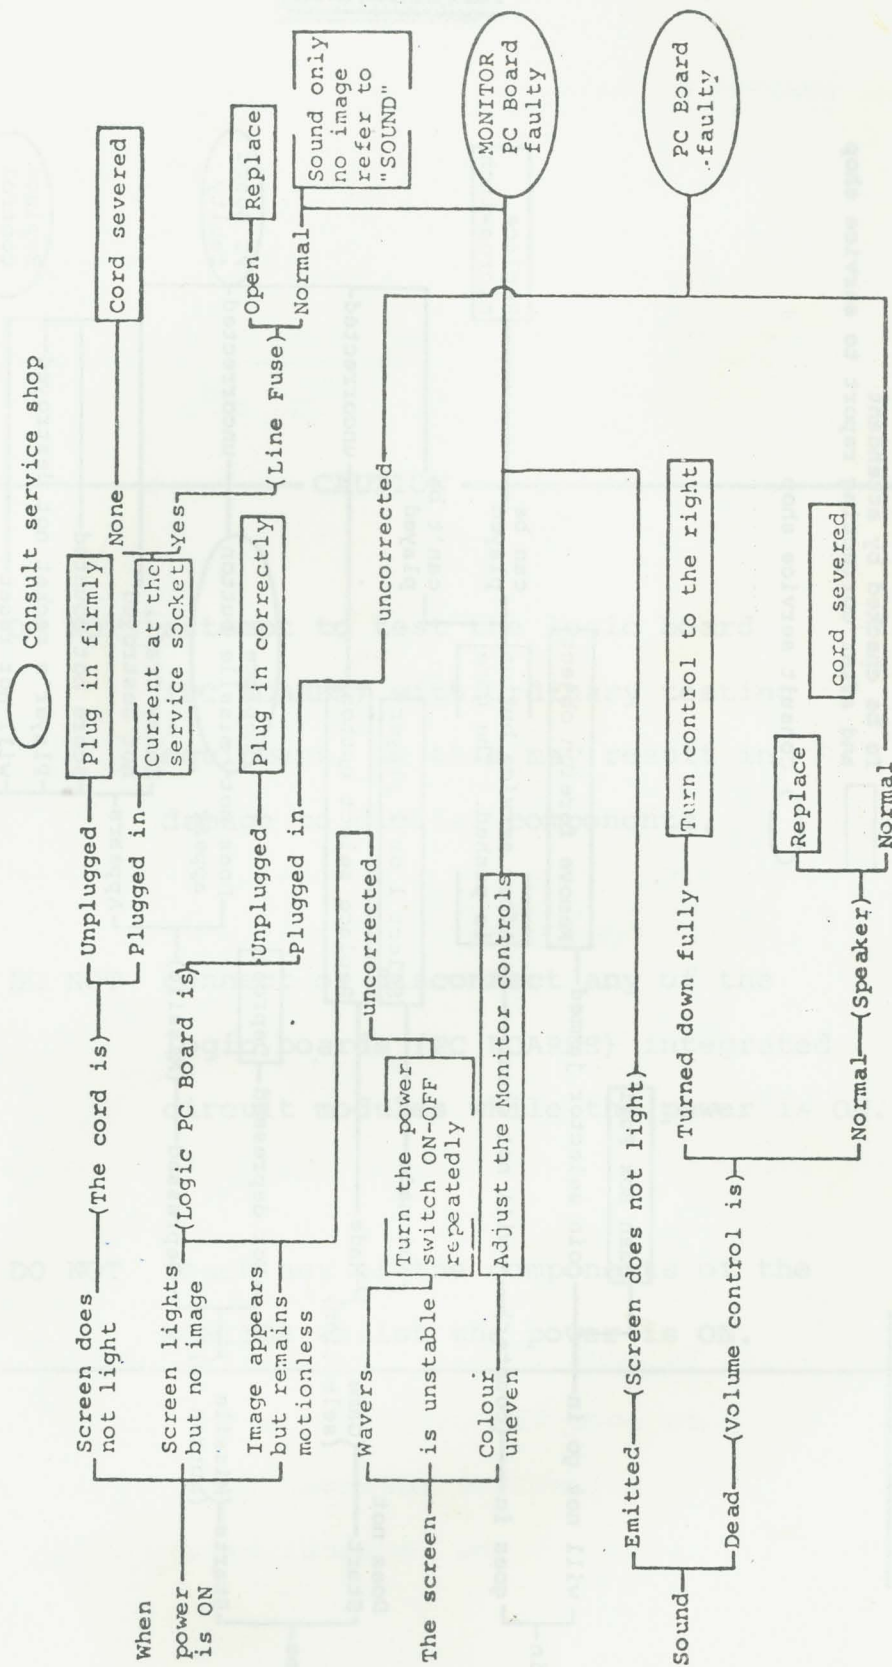 Consult service shop
When
power
is ON
Screen does
not light
(The cord is)
Unplugged
Plug in firmly
Plugged in
Current at the
service socket
None
Cord severed
Yes
(Line Fuse)
Open
Replace
Normal
Sound only
no image
refer to
"SOUND"
Screen lights
but no image
(Logic PC Board is)
Unplugged
Plug in correctly
Plugged in
uncorrected
Image appears
but remains
motionless
The screen
Wavers
is unstable
Turn the power
switch ON-OFF
repeatedly
uncorrected
Colour
uneven
Adjust the Monitor controls
MONITOR
PC Board
faulty
PC Board
faulty
Sound
Emitted
(Screen does not light)
Dead
(Volume control is)
Turned down fully
Turn control to the right
Normal
(Speaker)
Replace
cord severed
Normal